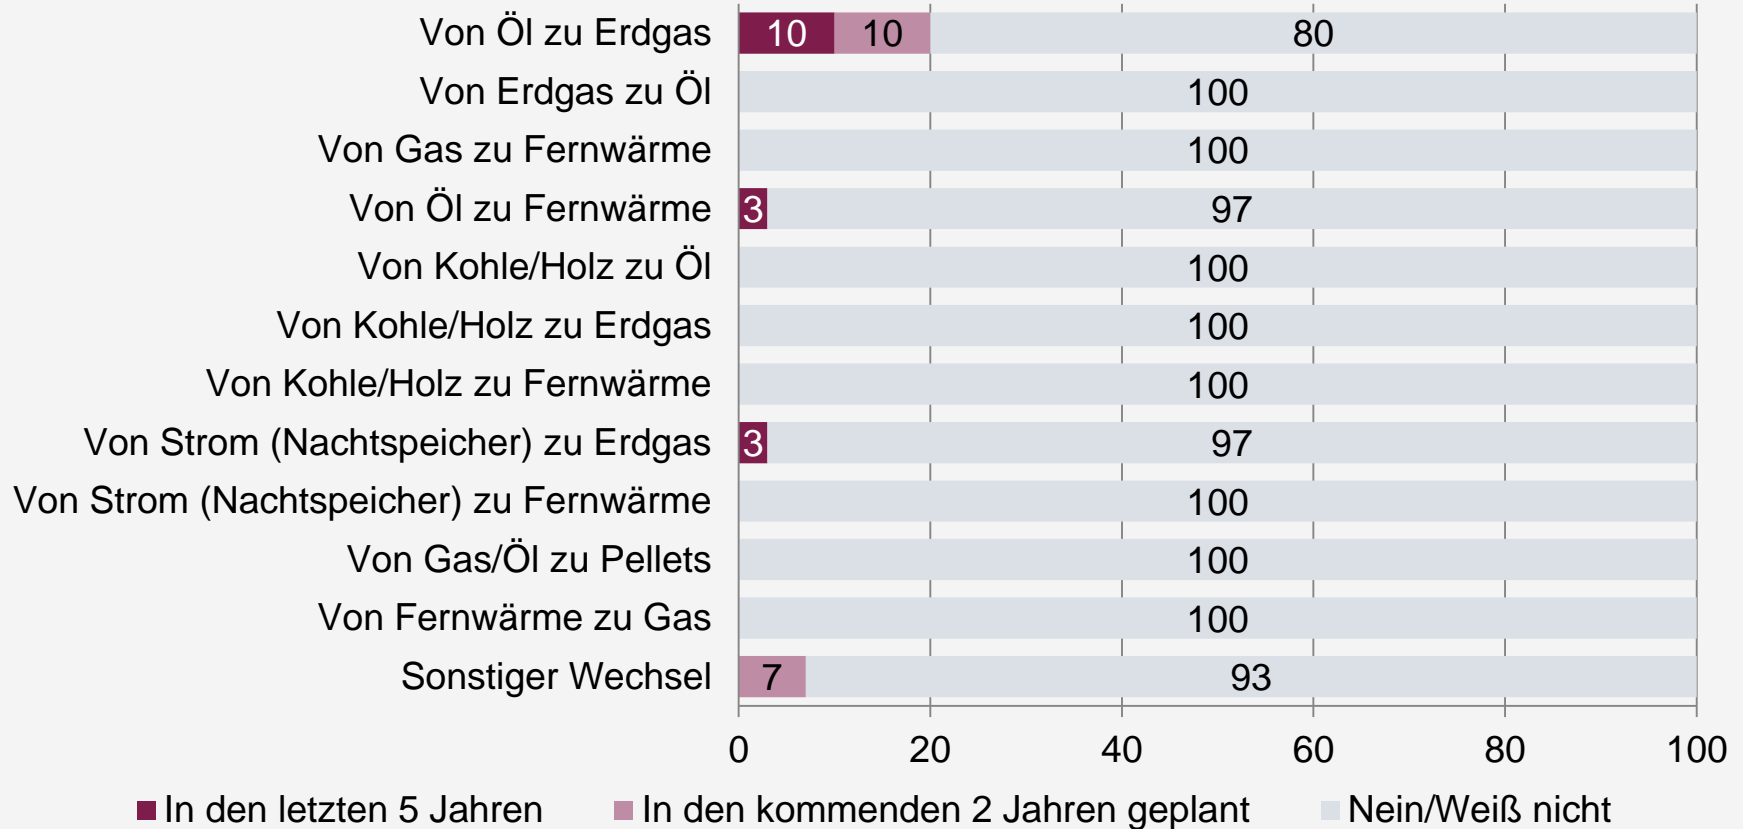 Von Öl zu Erdgas 10 10 80
Von Erdgas zu Öl 100
Von Gas zu Fernwärme 100
Von Öl zu Fernwärme 3 97
Von Kohle/Holz zu Öl 100
Von Kohle/Holz zu Erdgas 100
Von Kohle/Holz zu Fernwärme 100
Von Strom (Nachtspeicher) zu Erdgas 3 97
Von Strom (Nachtspeicher) zu Fernwärme 100
Von Gas/Öl zu Pellets 100
Von Fernwärme zu Gas 100
Sonstiger Wechsel 7 93
0 20 40 60 80 100
In den letzten 5 Jahren In den kommenden 2 Jahren geplant Nein/Weiß nicht